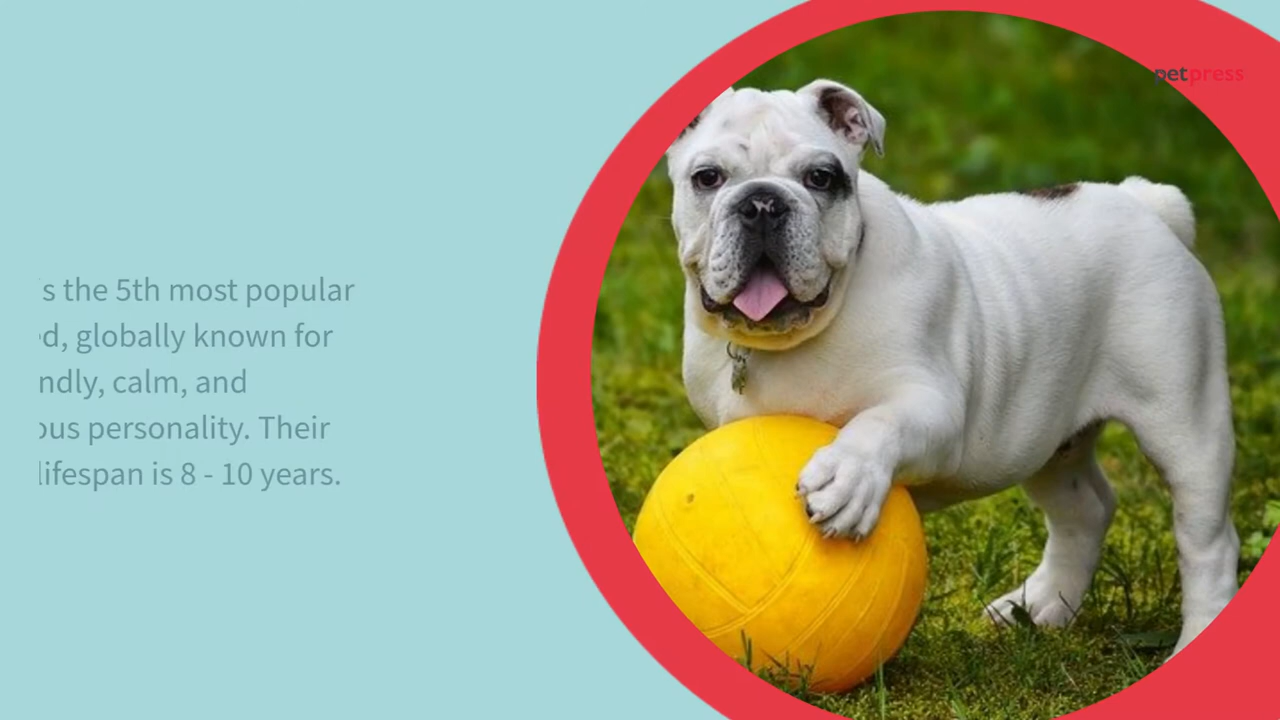 s the 5th most popular
d, globally known for
ndly, calm, and
ous personality. Their
lifespan is 8 - 10 years.
petpress